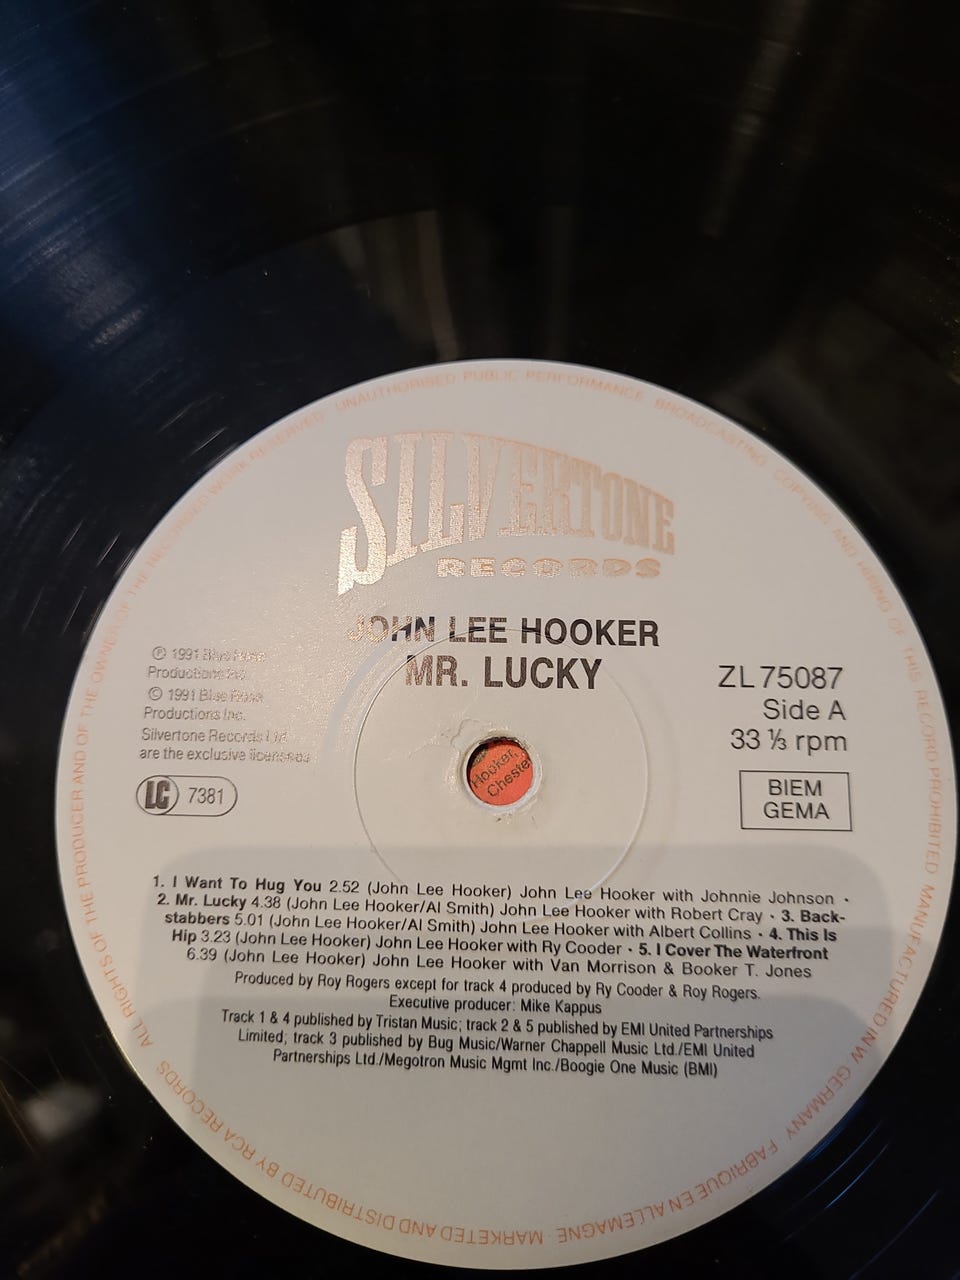 SILVERTONE
RECORDS
JOHN LEE HOOKER
MR. LUCKY
℗ 1991 Blue Rose
Productions Inc.
© 1991 Blue Rose
Productions Inc.
Silvertone Records Ltd.
are the exclusive licensees
LC 7381
ZL 75087
Side A
33 ⅓ rpm
BIEM
GEMA
Hooker,
Cheste
1. I Want To Hug You 2.52 (John Lee Hooker) John Lee Hooker with Johnnie Johnson ·
2. Mr. Lucky 4.38 (John Lee Hooker/Al Smith) John Lee Hooker with Robert Cray · 3. Back-
stabbers 5.01 (John Lee Hooker/Al Smith) John Lee Hooker with Albert Collins · 4. This Is
Hip 3.23 (John Lee Hooker) John Lee Hooker with Ry Cooder · 5. I Cover The Waterfront
6.39 (John Lee Hooker) John Lee Hooker with Van Morrison & Booker T. Jones
Produced by Roy Rogers except for track 4 produced by Ry Cooder & Roy Rogers.
Executive producer: Mike Kappus
Track 1 & 4 published by Tristan Music; track 2 & 5 published by EMI United Partnerships
Limited; track 3 published by Bug Music/Warner Chappell Music Ltd./EMI United
Partnerships Ltd./Megotron Music Mgmt Inc./Boogie One Music (BMI)
ALL RIGHTS OF THE PRODUCER AND OF THE OWNER OF THE RECORDED WORK RESERVED · UNAUTHORISED PUBLIC PERFORMANCE BROADCASTING COPYING AND HIRING OF THIS RECORD PROHIBITED MANUFACTURED IN W. GERMANY FABRIQUE EN ALLEMAGNE · MARKETED AND DISTRIBUTED BY RCA RECORDS